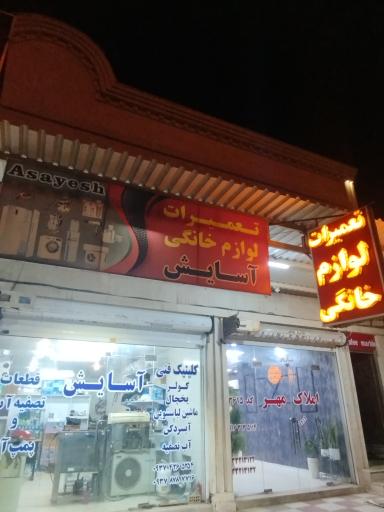 Asayesh
تعمیرات
لوازم خانگی
آسایش
تعمیرات
لوازم
خانگی
آسایش
قطعات
تصفیه آب
و
پمپ آب
کلینیک فنی
کولر
یخچال
ماشین لباسشویی
آبسردکن
آب تصفیه
املاک مهر